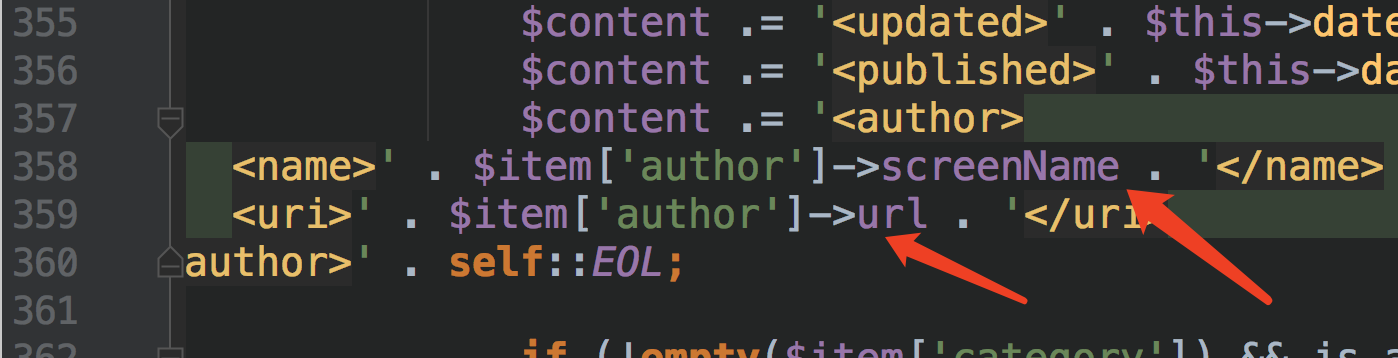 355 $content .= '<updated>' . $this->date
356 $content .= '<published>' . $this->da
357 $content .= '<author>
358 <name>' . $item['author']->screenName . '</name>
359 <uri>' . $item['author']->url . '</uri>
360 author>' . self::EOL;
361
362 if (!empty($item['category']) && is